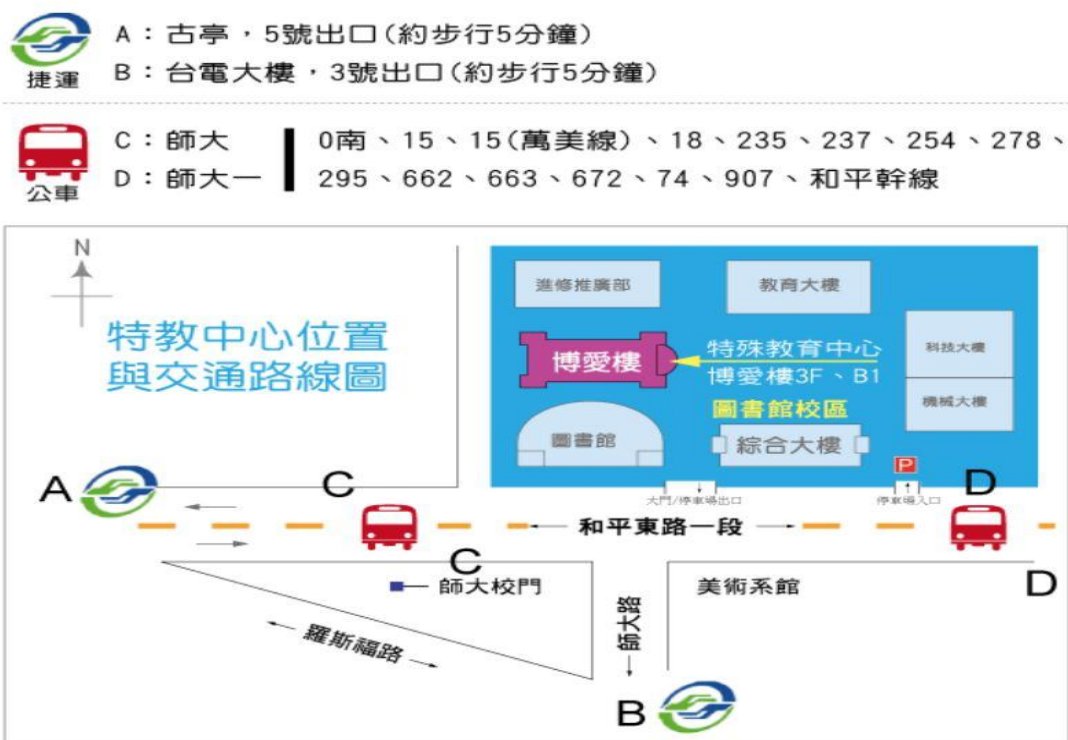 A：古亭，5號出口(約步行5分鐘)
B：台電大樓，3號出口(約步行5分鐘)
捷運
C：師大
0南、15、15(萬美線)、18、235、237、254、278、
D：師大一
295、662、663、672、74、907、和平幹線
公車
N
特教中心位置
與交通路線圖
進修推廣部
教育大樓
博愛樓
特殊教育中心
博愛樓3F、B1
科技大樓
圖書館校區
機械大樓
圖書館
綜合大樓
P
A
C
D
大門/停車場出口
停車場入口
和平東路一段
C
D
師大校門
美術系館
羅斯福路
師大路
B